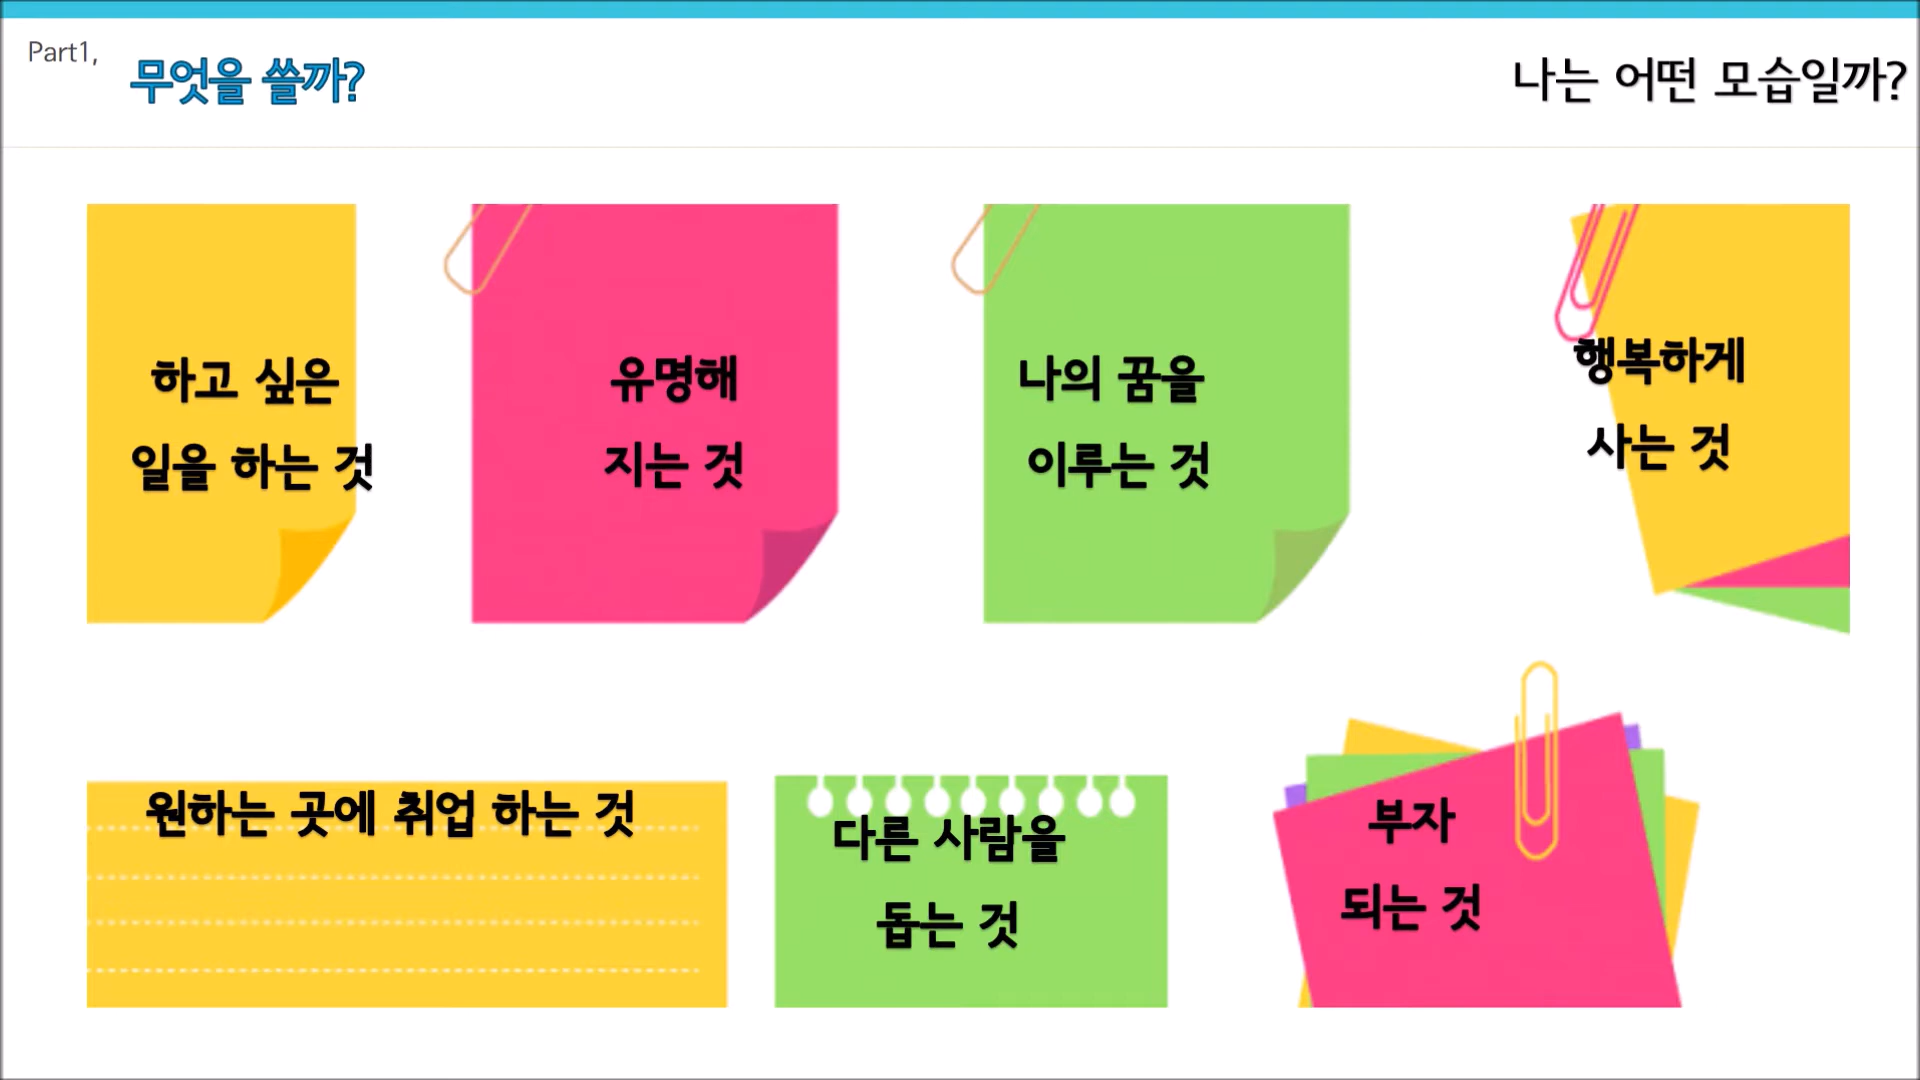 Part1,
무엇을 쓸까?
나는 어떤 모습일까?
하고 싶은
일을 하는 것
유명해
지는 것
나의 꿈을
이루는 것
행복하게
사는 것
원하는 곳에 취업 하는 것
다른 사람을
돕는 것
부자
되는 것